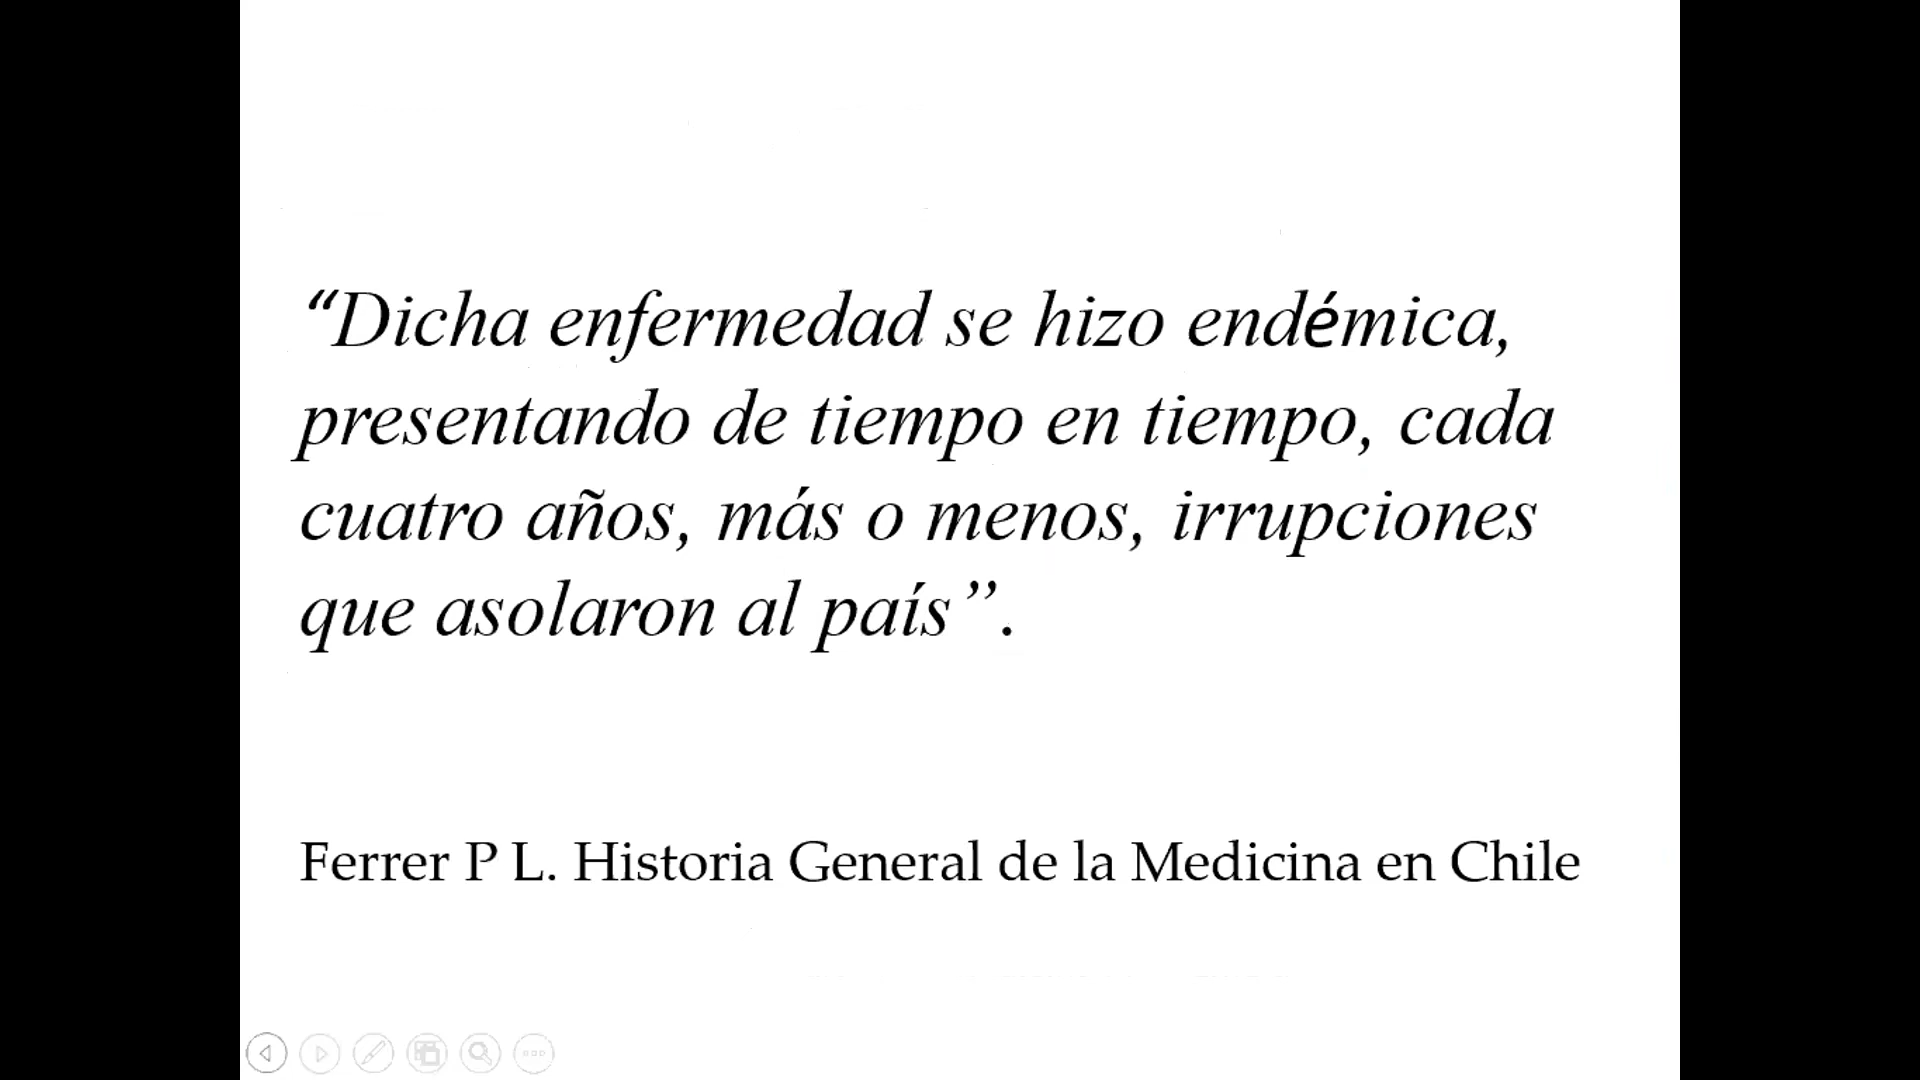 “Dicha enfermedad se hizo endémica,
presentando de tiempo en tiempo, cada
cuatro años, más o menos, irrupciones
que asolaron al país”.
Ferrer P L. Historia General de la Medicina en Chile